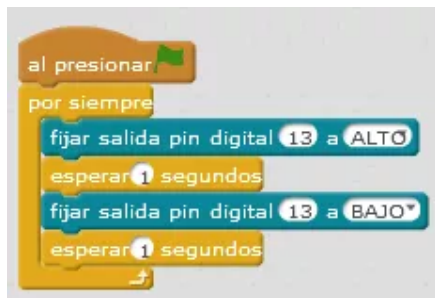 al presionar
por siempre
fijar salida pin digital 13 a ALTO
esperar 1 segundos
fijar salida pin digital 13 a BAJO
esperar 1 segundos